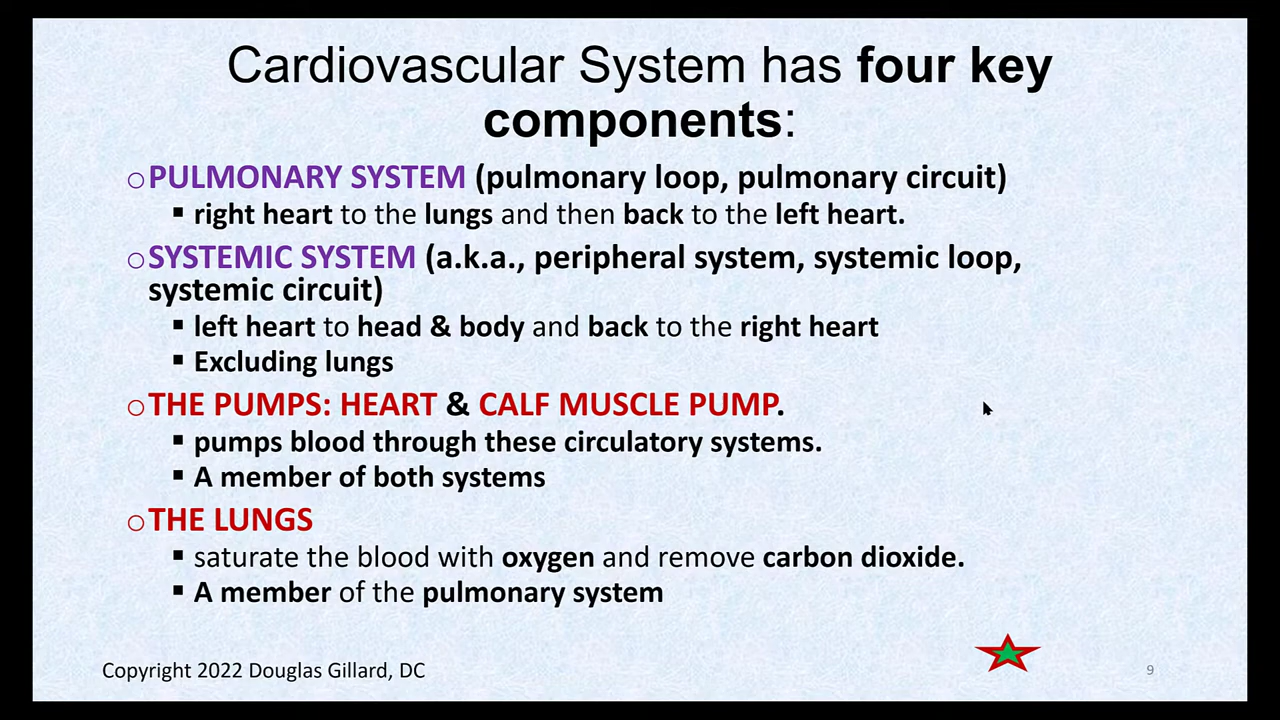 Cardiovascular System has four key
components:
○PULMONARY SYSTEM (pulmonary loop, pulmonary circuit)
▪ right heart to the lungs and then back to the left heart.
○SYSTEMIC SYSTEM (a.k.a., peripheral system, systemic loop,
systemic circuit)
▪ left heart to head & body and back to the right heart
▪ Excluding lungs
○THE PUMPS: HEART & CALF MUSCLE PUMP.
▪ pumps blood through these circulatory systems.
▪ A member of both systems
○THE LUNGS
▪ saturate the blood with oxygen and remove carbon dioxide.
▪ A member of the pulmonary system
Copyright 2022 Douglas Gillard, DC
9